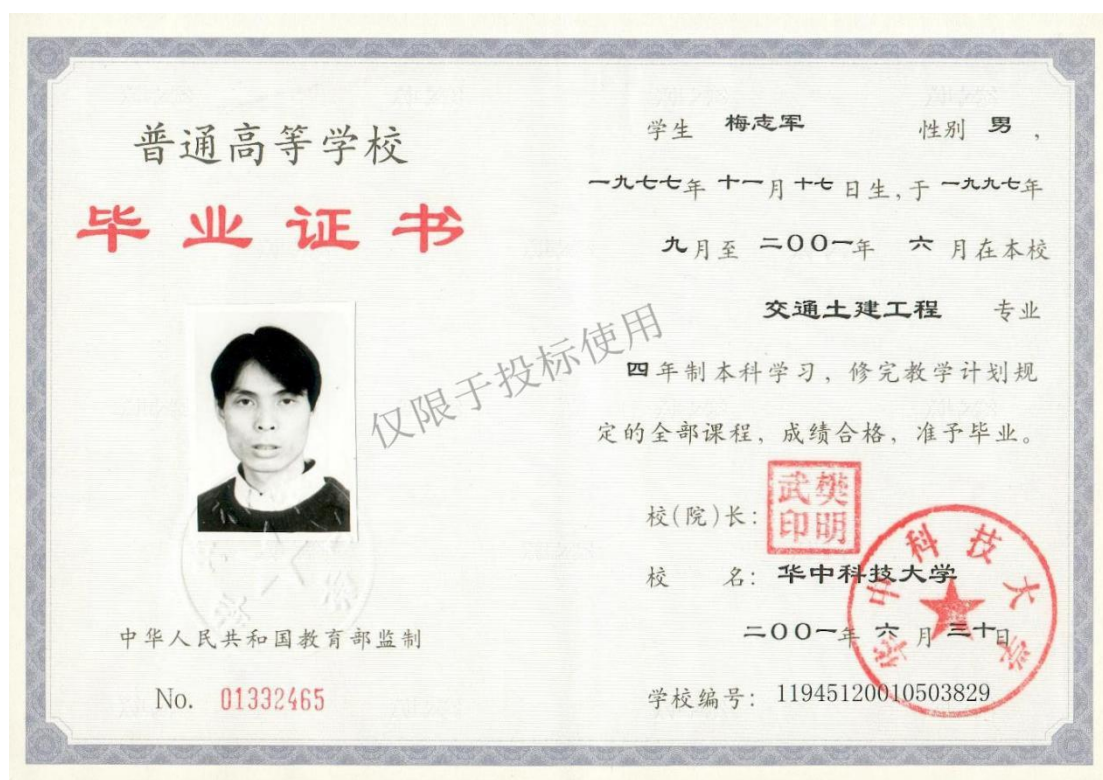 普通高等学校
毕业证书
中华人民共和国教育部监制
No. 01332465
学生 梅志军 性别 男，
一九七七年 十一月十七日生，于 一九九七年
九月至 二〇〇一年 六月在本校
交通土建工程 专业
四年制本科学习，修完教学计划规
定的全部课程，成绩合格，准予毕业。
校(院)长：
武樊
印明
校 名：华中科技大学
二〇〇一年 六月三十日
学校编号：11945120010503829
华中科技大学
仅限于投标使用